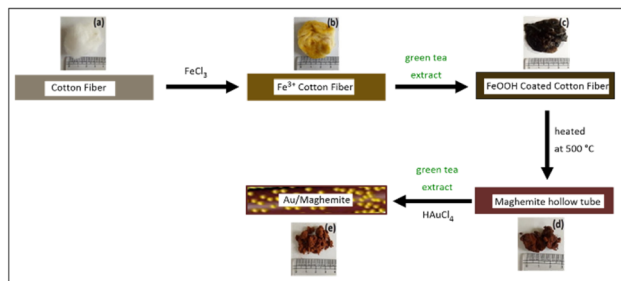 (a)
(b)
(c)
FeCl3
green tea
extract
Cotton Fiber
Fe3+ Cotton Fiber
FeOOH Coated Cotton Fiber
heated
at 500 °C
green tea
extract
Au/Maghemite
HAuCl4
Maghemite hollow tube
(e)
(d)